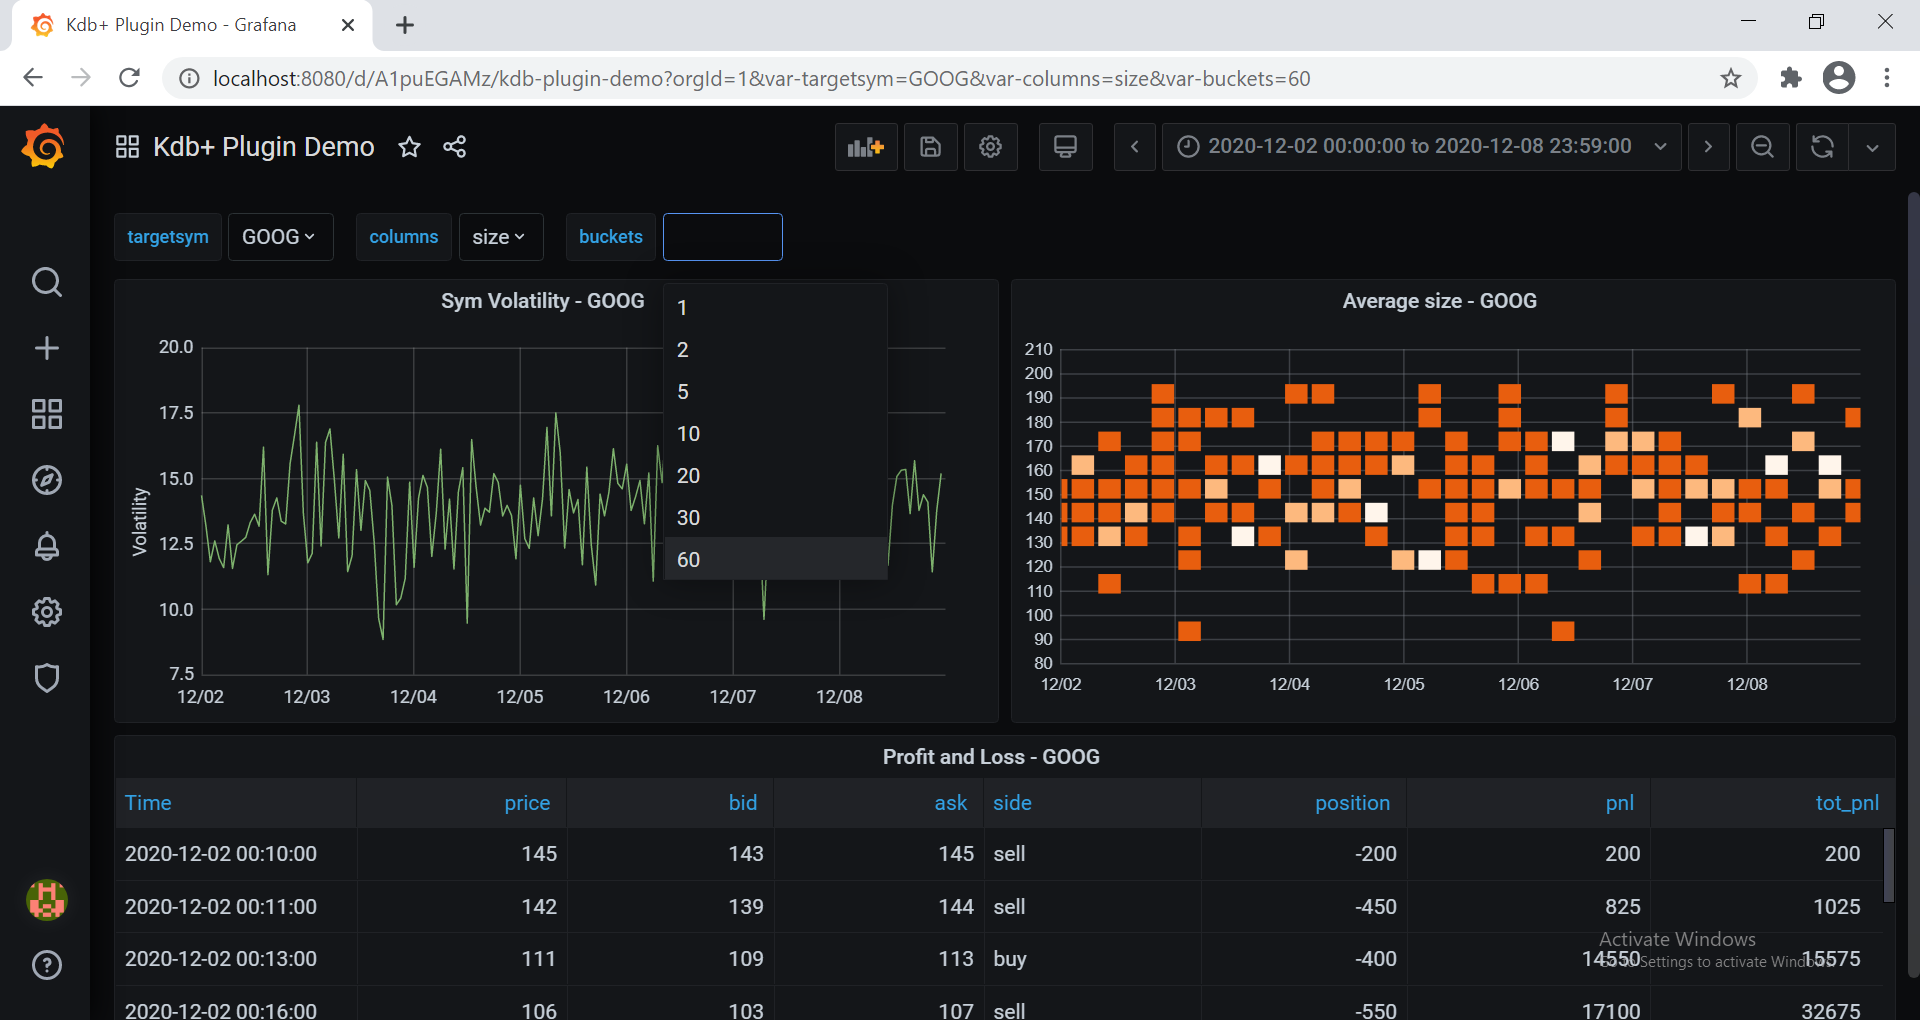 Kdb+ Plugin Demo - Grafana
localhost:8080/d/A1puEGAMz/kdb-plugin-demo?orgId=1&var-targetsym=GOOG&var-columns=size&var-buckets=60
Kdb+ Plugin Demo
2020-12-02 00:00:00 to 2020-12-08 23:59:00
targetsym GOOG columns size buckets
Sym Volatility - GOOG
1
2
5
10
20
30
60
20.0
17.5
15.0
12.5
10.0
7.5
Volatility
12/02 12/03 12/04 12/05 12/06 12/07 12/08
Average size - GOOG
210
200
190
180
170
160
150
140
130
120
110
100
90
80
12/02 12/03 12/04 12/05 12/06 12/07 12/08
Profit and Loss - GOOG
Time price bid ask side position pnl tot_pnl
2020-12-02 00:10:00 145 143 145 sell -200 200 200
2020-12-02 00:11:00 142 139 144 sell -450 825 1025
2020-12-02 00:13:00 111 109 113 buy -400 14550 15575
2020-12-02 00:16:00 106 103 107 sell -550 17100 32675
Activate Windows
Go to Settings to activate Windows.